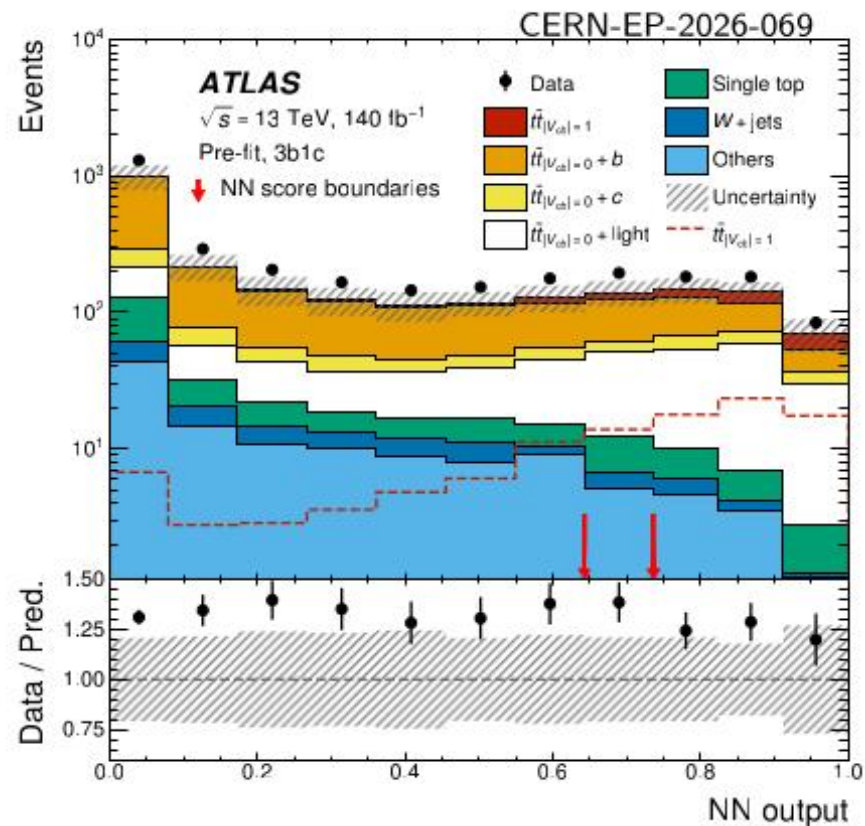 CERN-EP-2026-069
10⁴
10³
10²
10¹
Events
ATLAS
√s = 13 TeV, 140 fb⁻¹
Pre-fit, 3b1c
NN score boundaries
Data
tt̄|Vcb|=1
tt̄|Vcb|=0 + b
tt̄|Vcb|=0 + c
tt̄|Vcb|=0 + light
Single top
W + jets
Others
Uncertainty
tt̄|Vcb|=1
1.50
1.25
1.00
0.75
Data / Pred.
0.0 0.2 0.4 0.6 0.8 1.0
NN output